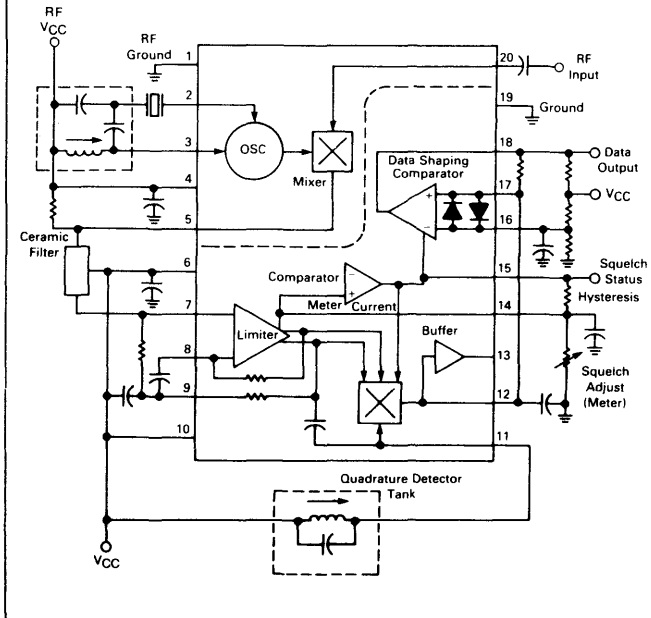 RF
VCC
RF
Ground
1
20
RF
Input
2
19
Ground
OSC
3
18
Data
Output
Mixer
Data Shaping
Comparator
4
17
VCC
+
5
16
−
Ceramic
Filter
6
15
Squelch
Status
Hysteresis
Comparator
−
+
Meter Current
7
14
Limiter
Buffer
8
13
Squelch
Adjust
(Meter)
9
12
10
11
Quadrature Detector
Tank
VCC